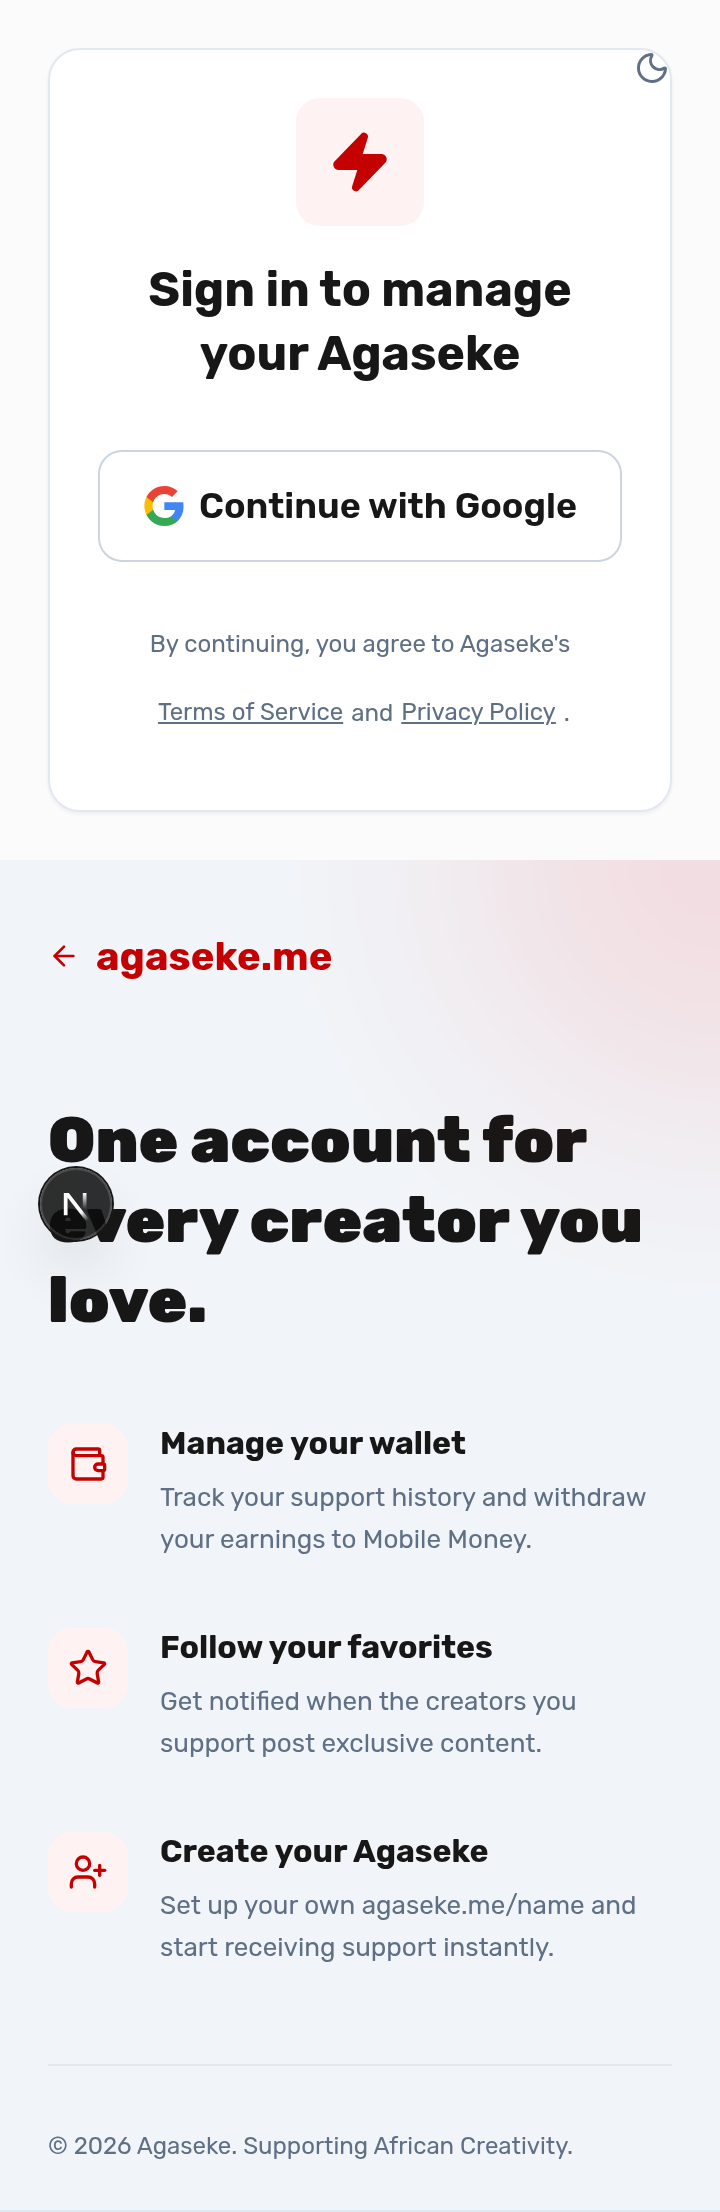 Sign in to manage
your Agaseke
Continue with Google
By continuing, you agree to Agaseke's
Terms of Service and Privacy Policy .
agaseke.me
One account for
every creator you
love.
N
Manage your wallet
Track your support history and withdraw
your earnings to Mobile Money.
Follow your favorites
Get notified when the creators you
support post exclusive content.
Create your Agaseke
Set up your own agaseke.me/name and
start receiving support instantly.
© 2026 Agaseke. Supporting African Creativity.